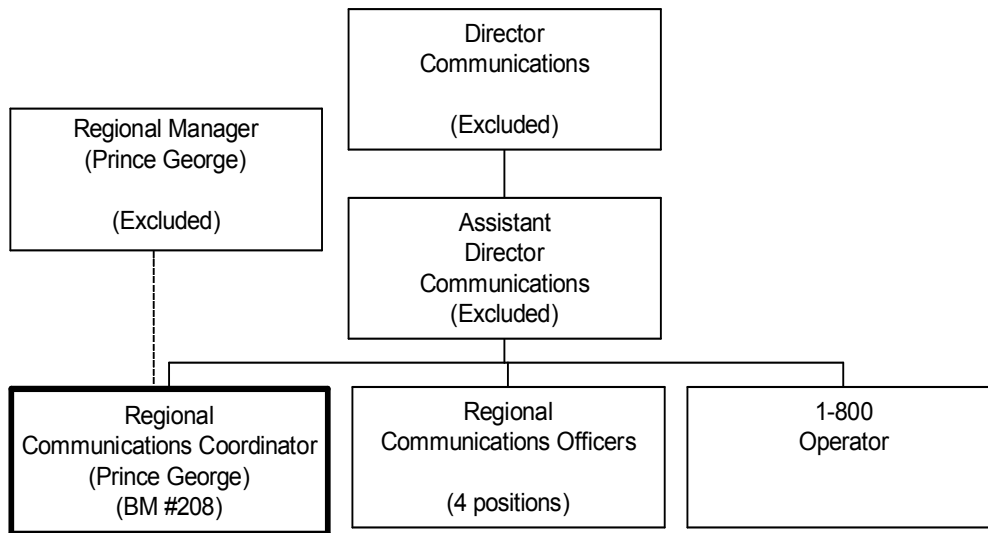 Director
Communications
(Excluded)
Regional Manager
(Prince George)
(Excluded)
Assistant
Director
Communications
(Excluded)
Regional
Communications Coordinator
(Prince George)
(BM #208)
Regional
Communications Officers
(4 positions)
1-800
Operator